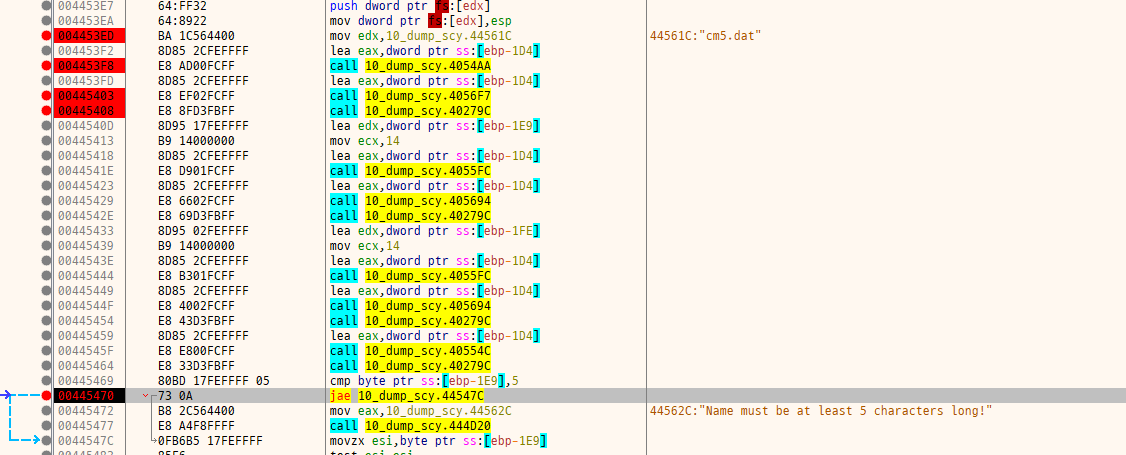 004453E7 64:FF32 push dword ptr fs:[edx]
004453EA 64:8922 mov dword ptr fs:[edx],esp
004453ED BA 1C564400 mov edx,10_dump_scy.44561C 44561C:"cm5.dat"
004453F2 8D85 2CFEFFFF lea eax,dword ptr ss:[ebp-1D4]
004453F8 E8 AD00FCFF call 10_dump_scy.4054AA
004453FD 8D85 2CFEFFFF lea eax,dword ptr ss:[ebp-1D4]
00445403 E8 EF02FCFF call 10_dump_scy.4056F7
00445408 E8 8FD3FBFF call 10_dump_scy.40279C
0044540D 8D95 17FEFFFF lea edx,dword ptr ss:[ebp-1E9]
00445413 B9 14000000 mov ecx,14
00445418 8D85 2CFEFFFF lea eax,dword ptr ss:[ebp-1D4]
0044541E E8 D901FCFF call 10_dump_scy.4055FC
00445423 8D85 2CFEFFFF lea eax,dword ptr ss:[ebp-1D4]
00445429 E8 6602FCFF call 10_dump_scy.405694
0044542E E8 69D3FBFF call 10_dump_scy.40279C
00445433 8D95 02FEFFFF lea edx,dword ptr ss:[ebp-1FE]
00445439 B9 14000000 mov ecx,14
0044543E 8D85 2CFEFFFF lea eax,dword ptr ss:[ebp-1D4]
00445444 E8 B301FCFF call 10_dump_scy.4055FC
00445449 8D85 2CFEFFFF lea eax,dword ptr ss:[ebp-1D4]
0044544F E8 4002FCFF call 10_dump_scy.405694
00445454 E8 43D3FBFF call 10_dump_scy.40279C
00445459 8D85 2CFEFFFF lea eax,dword ptr ss:[ebp-1D4]
0044545F E8 E800FCFF call 10_dump_scy.40554C
00445464 E8 33D3FBFF call 10_dump_scy.40279C
00445469 80BD 17FEFFFF 05 cmp byte ptr ss:[ebp-1E9],5
00445470 73 0A jae 10_dump_scy.44547C
00445472 B8 2C564400 mov eax,10_dump_scy.44562C 44562C:"Name must be at least 5 characters long!"
00445477 E8 A4F8FFFF call 10_dump_scy.444D20
0044547C 0FB6B5 17FEFFFF movzx esi,byte ptr ss:[ebp-1E9]
00445483 85F6 test esi,esi